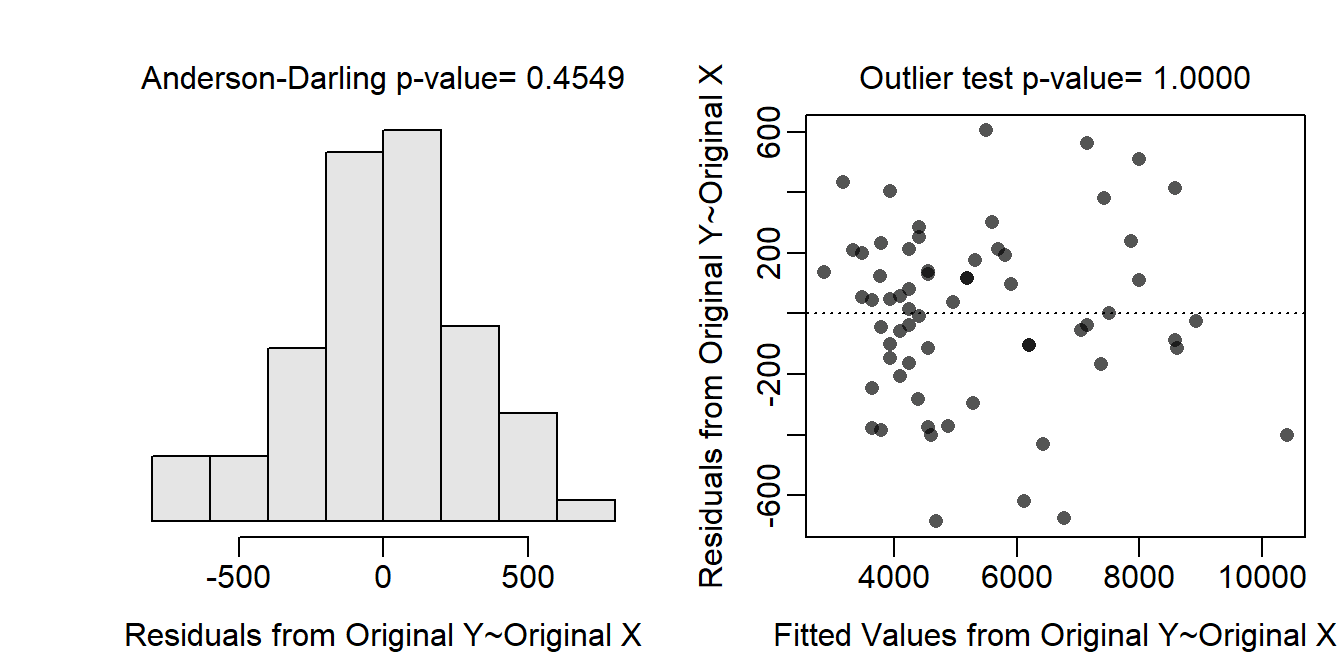 Anderson-Darling p-value= 0.4549
-500 0 500
Residuals from Original Y~Original X
Outlier test p-value= 1.0000
Residuals from Original Y~Original X
600
200
-200
-600
4000 6000 8000 10000
Fitted Values from Original Y~Original X